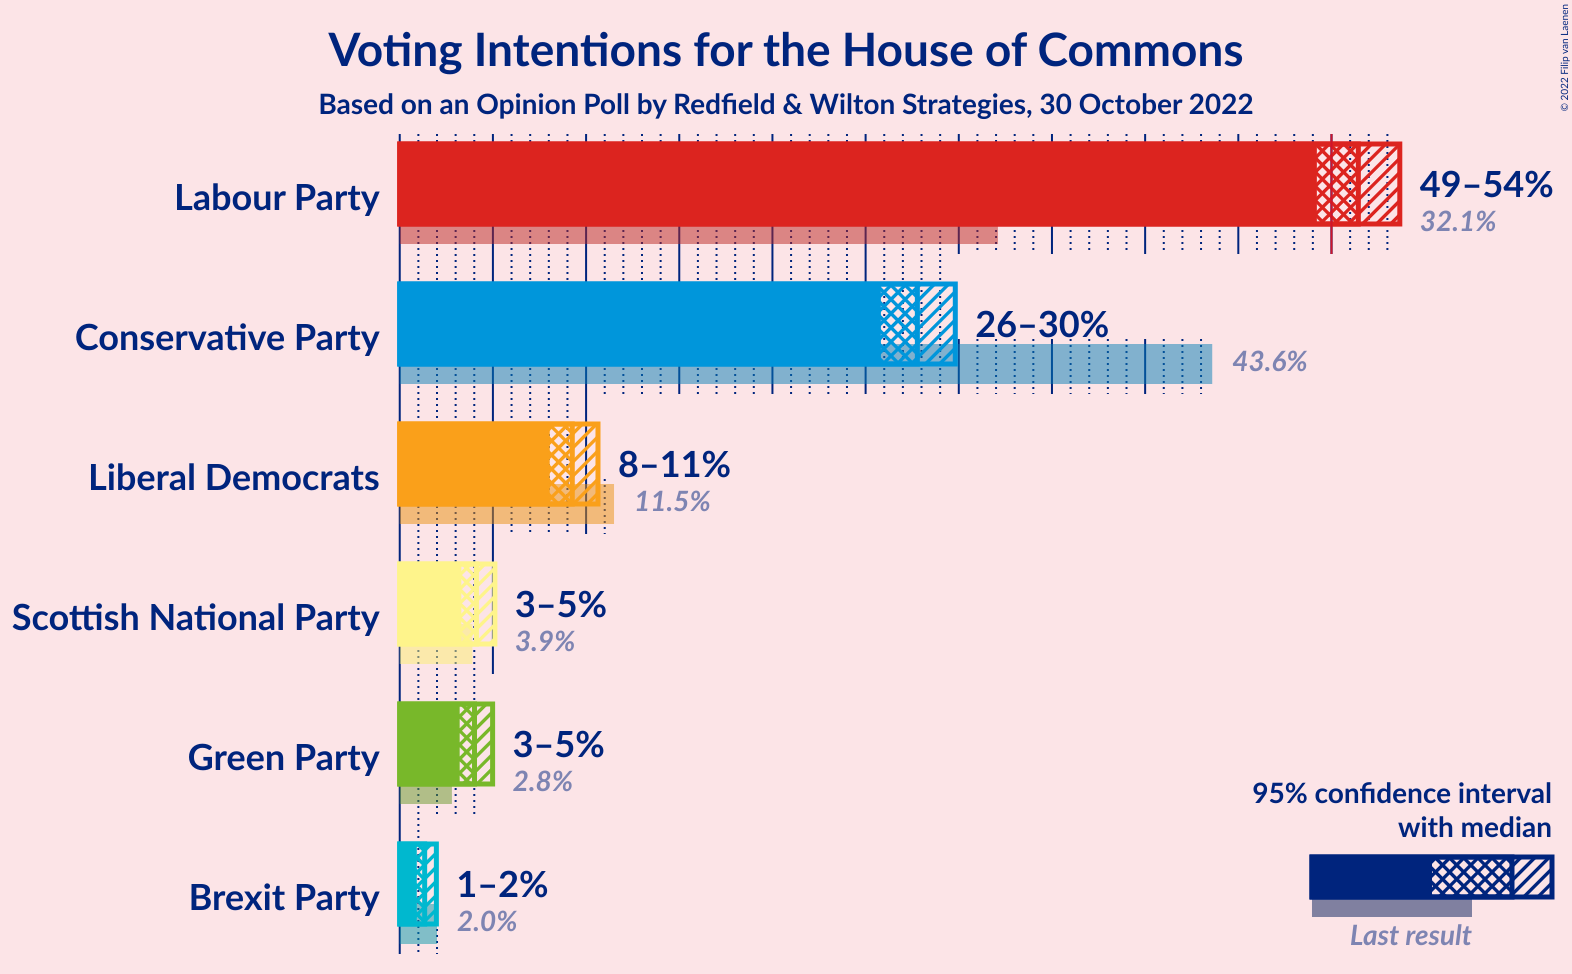 Voting Intentions for the House of Commons
Based on an Opinion Poll by Redfield & Wilton Strategies, 30 October 2022
© 2022 Filip van Laenen
Labour Party
49–54%
32.1%
Conservative Party
26–30%
43.6%
Liberal Democrats
8–11%
11.5%
Scottish National Party
3–5%
3.9%
Green Party
3–5%
2.8%
Brexit Party
1–2%
2.0%
95% confidence interval
with median
Last result